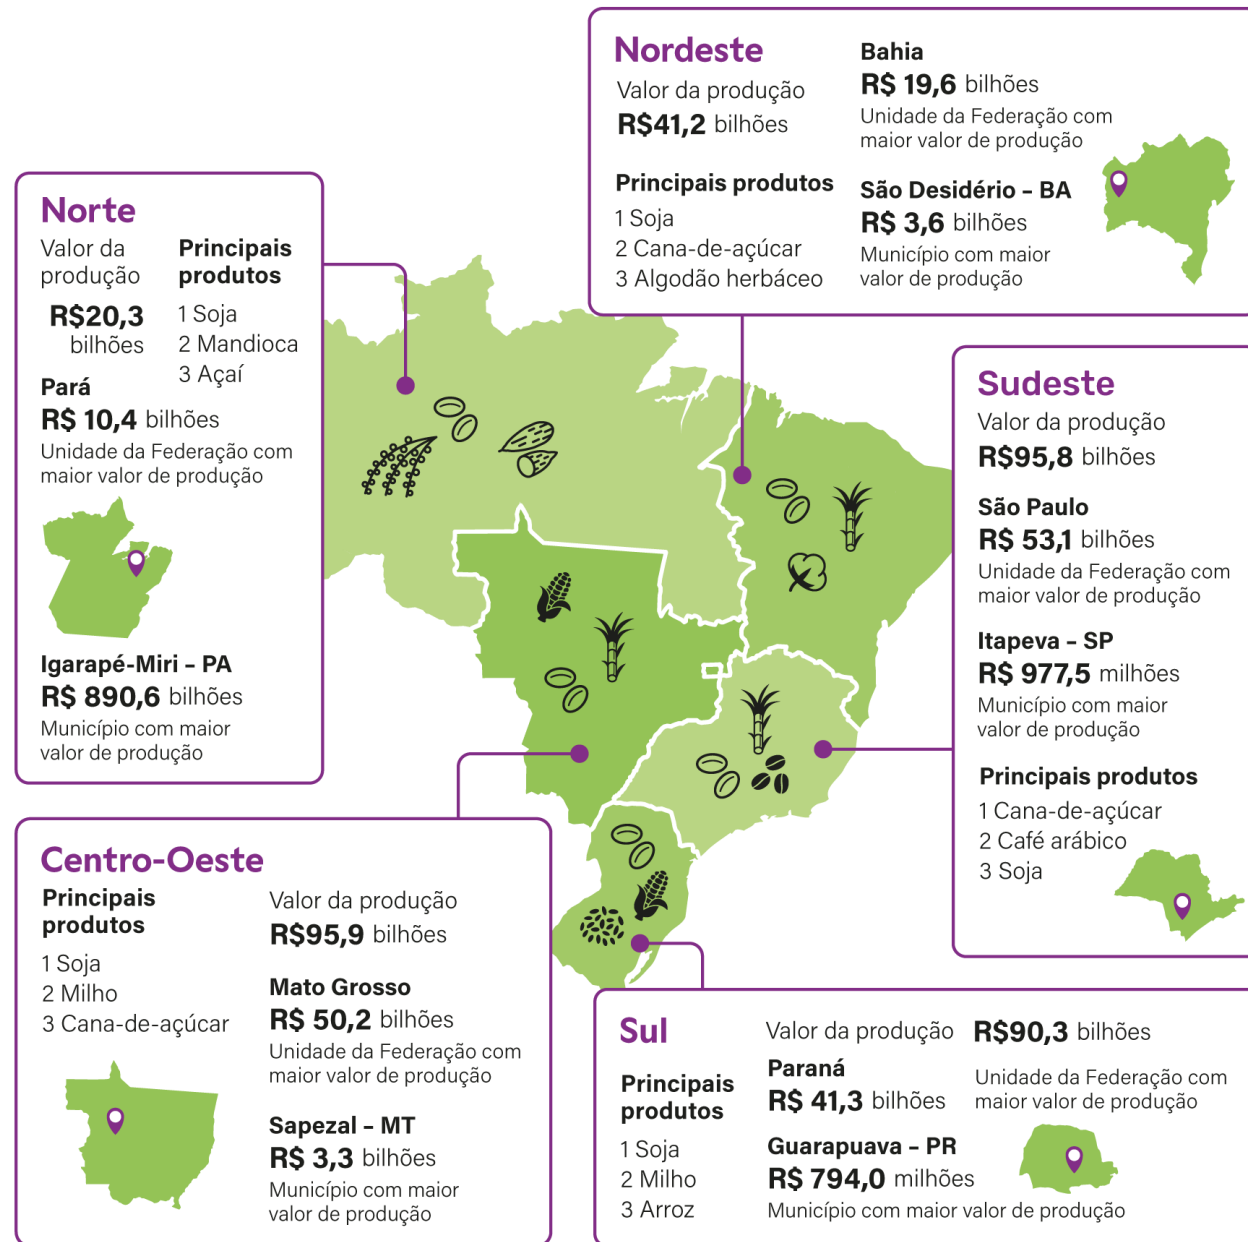 Nordeste
Valor da produção
R$41,2 bilhões
Principais produtos
1 Soja
2 Cana-de-açúcar
3 Algodão herbáceo
Bahia
R$ 19,6 bilhões
Unidade da Federação com
maior valor de produção
São Desidério – BA
R$ 3,6 bilhões
Município com maior
valor de produção
Norte
Valor da
produção
R$20,3
bilhões
Principais
produtos
1 Soja
2 Mandioca
3 Açaí
Pará
R$ 10,4 bilhões
Unidade da Federação com
maior valor de produção
Igarapé-Miri – PA
R$ 890,6 bilhões
Município com maior
valor de produção
Sudeste
Valor da produção
R$95,8 bilhões
São Paulo
R$ 53,1 bilhões
Unidade da Federação com
maior valor de produção
Itapeva – SP
R$ 977,5 milhões
Município com maior
valor de produção
Principais produtos
1 Cana-de-açúcar
2 Café arábico
3 Soja
Centro-Oeste
Principais
produtos
1 Soja
2 Milho
3 Cana-de-açúcar
Valor da produção
R$95,9 bilhões
Mato Grosso
R$ 50,2 bilhões
Unidade da Federação com
maior valor de produção
Sapezal – MT
R$ 3,3 bilhões
Município com maior
valor de produção
Sul
Principais
produtos
1 Soja
2 Milho
3 Arroz
Valor da produção R$90,3 bilhões
Paraná
R$ 41,3 bilhões
Unidade da Federação com
maior valor de produção
Guarapuava – PR
R$ 794,0 milhões
Município com maior valor de produção